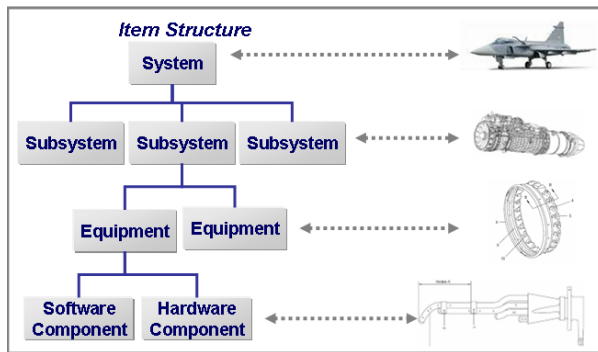 Item Structure
System
Subsystem
Subsystem
Subsystem
Equipment
Equipment
Software
Component
Hardware
Component